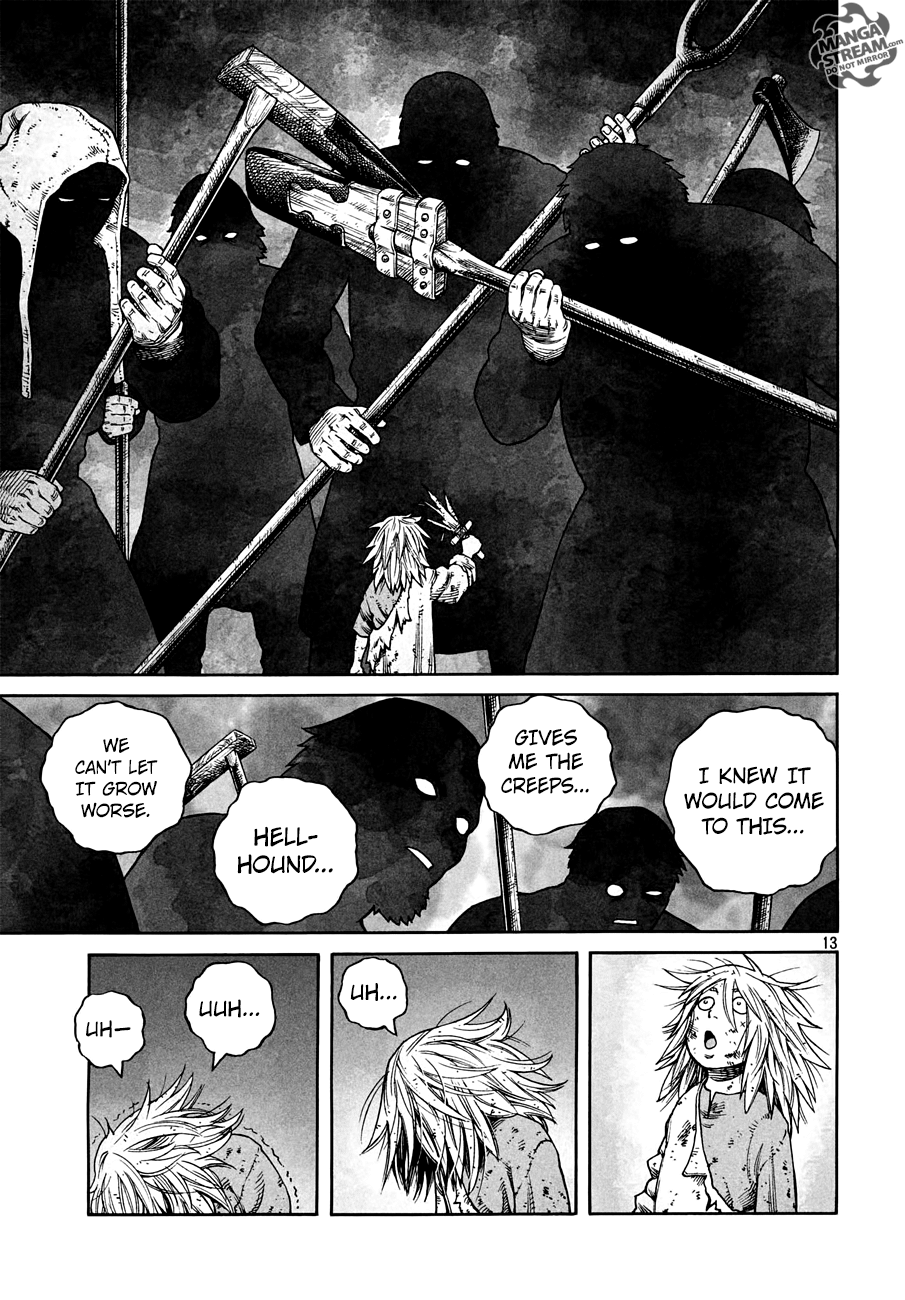 MANGA
STREAM.com
DO NOT MIRROR
I KNEW IT
WOULD COME
TO THIS...
GIVES
ME THE
CREEPS...
HELL-
HOUND...
WE
CAN'T LET
IT GROW
WORSE.
13
UH...
UUH...
UH—